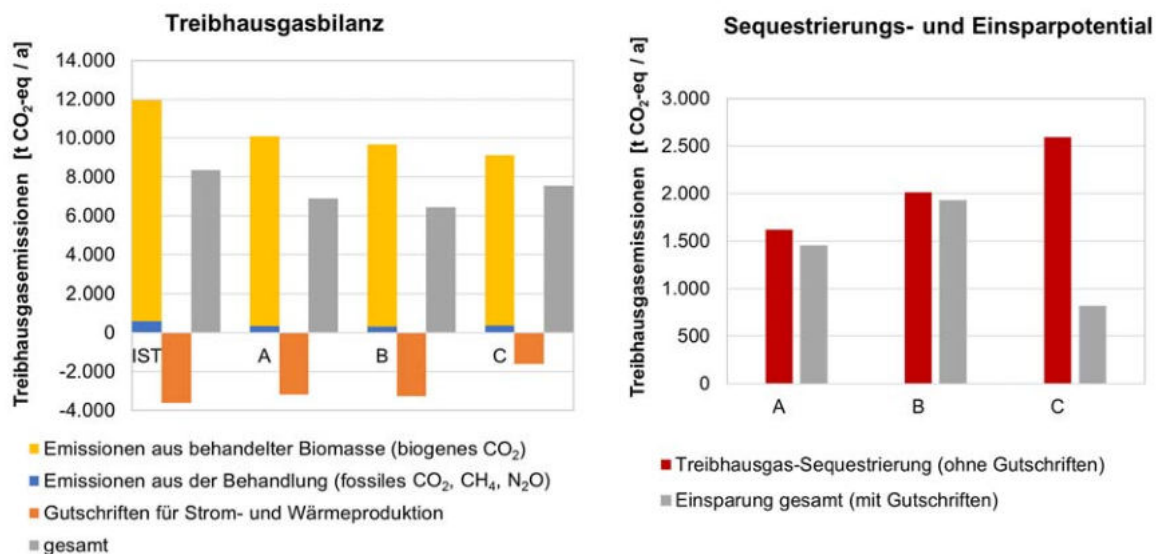 Treibhausgasbilanz
Treibhausgasemissionen [t CO₂-eq / a]
14.000
12.000
10.000
8.000
6.000
4.000
2.000
0
-2.000
-4.000
IST
A
B
C
Emissionen aus behandelter Biomasse (biogenes CO₂)
Emissionen aus der Behandlung (fossiles CO₂, CH₄, N₂O)
Gutschriften für Strom- und Wärmeproduktion
gesamt
Sequestrierungs- und Einsparpotential
Treibhausgasemissionen [t CO₂-eq / a]
3.000
2.500
2.000
1.500
1.000
500
0
A
B
C
Treibhausgas-Sequestrierung (ohne Gutschriften)
Einsparung gesamt (mit Gutschriften)